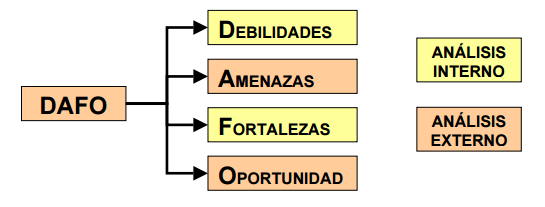 DAFO
DEBILIDADES
AMENAZAS
FORTALEZAS
OPORTUNIDAD
ANÁLISIS
INTERNO
ANÁLISIS
EXTERNO